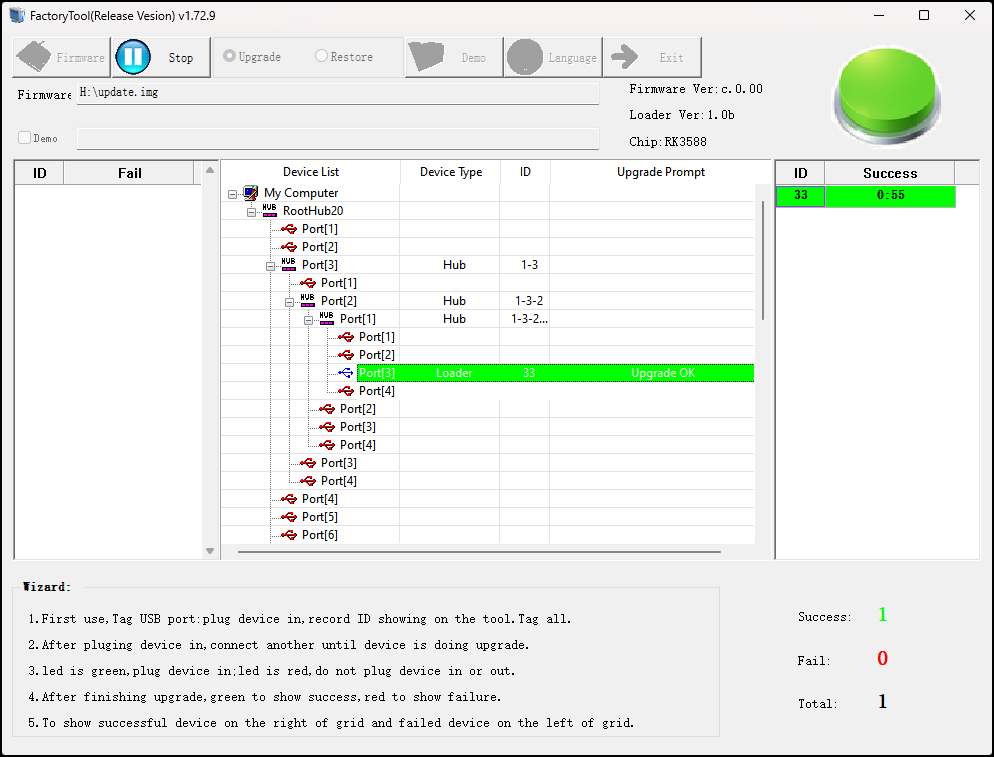 FactoryTool(Release Vesion) v1.72.9
Firmware Stop Upgrade Restore Demo Language Exit
Firmware H:\update.img
Firmware Ver:c.0.00
Loader Ver:1.0b
Demo
Chip:RK3588
ID Fail
Device List Device Type ID Upgrade Prompt
ID Success
My Computer
33 0:55
HUB RootHub20
Port[1]
Port[2]
HUB Port[3] Hub 1-3
Port[1]
HUB Port[2] Hub 1-3-2
HUB Port[1] Hub 1-3-2...
Port[1]
Port[2]
Port[3] Loader 33 Upgrade OK
Port[4]
Port[2]
Port[3]
Port[4]
Port[3]
Port[4]
Port[4]
Port[5]
Port[6]
Wizard:
1.First use,Tag USB port:plug device in,record ID showing on the tool.Tag all.
2.After pluging device in,connect another until device is doing upgrade.
3.led is green,plug device in;led is red,do not plug device in or out.
4.After finishing upgrade,green to show success,red to show failure.
5.To show successful device on the right of grid and failed device on the left of grid.
Success: 1
Fail: 0
Total: 1